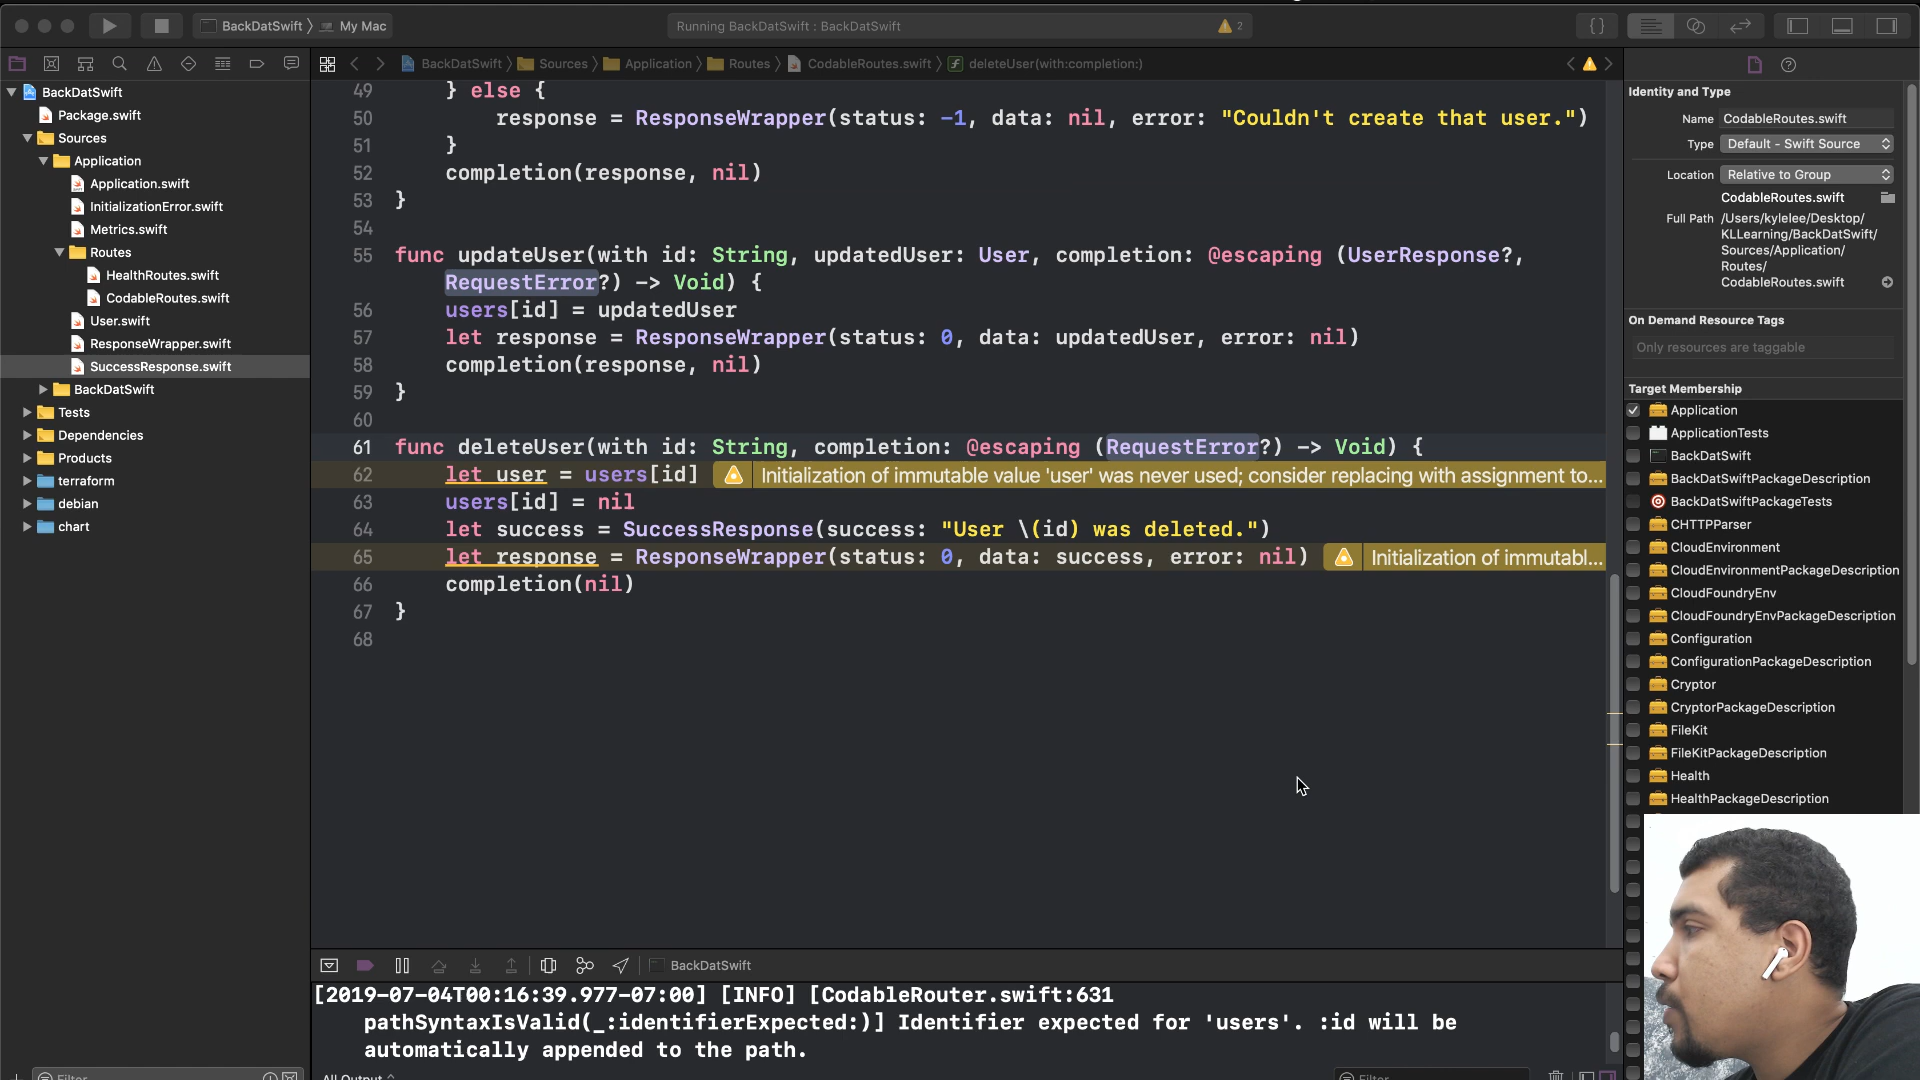 BackDatSwift 〉 My Mac
Running BackDatSwift : BackDatSwift
2
BackDatSwift 〉 Sources 〉 Application 〉 Routes 〉 CodableRoutes.swift 〉 deleteUser(with:completion:)
BackDatSwift
Package.swift
Sources
Application
Application.swift
InitializationError.swift
Metrics.swift
Routes
HealthRoutes.swift
CodableRoutes.swift
User.swift
ResponseWrapper.swift
SuccessResponse.swift
BackDatSwift
Tests
Dependencies
Products
terraform
debian
chart
Filter
49 } else {
50 response = ResponseWrapper(status: -1, data: nil, error: "Couldn't create that user.")
51 }
52 completion(response, nil)
53 }
54
55 func updateUser(with id: String, updatedUser: User, completion: @escaping (UserResponse?,
RequestError?) -> Void) {
56 users[id] = updatedUser
57 let response = ResponseWrapper(status: 0, data: updatedUser, error: nil)
58 completion(response, nil)
59 }
60
61 func deleteUser(with id: String, completion: @escaping (RequestError?) -> Void) {
62 let user = users[id] Initialization of immutable value 'user' was never used; consider replacing with assignment to...
63 users[id] = nil
64 let success = SuccessResponse(success: "User \(id) was deleted.")
65 let response = ResponseWrapper(status: 0, data: success, error: nil) Initialization of immutabl...
66 completion(nil)
67 }
68
BackDatSwift
[2019-07-04T00:16:39.977-07:00] [INFO] [CodableRouter.swift:631
pathSyntaxIsValid(_:identifierExpected:)] Identifier expected for 'users'. :id will be
automatically appended to the path.
All Output
Filter
Identity and Type
Name CodableRoutes.swift
Type Default - Swift Source
Location Relative to Group
CodableRoutes.swift
Full Path /Users/kylelee/Desktop/
KLLearning/BackDatSwift/
Sources/Application/
Routes/
CodableRoutes.swift
On Demand Resource Tags
Only resources are taggable
Target Membership
Application
ApplicationTests
BackDatSwift
BackDatSwiftPackageDescription
BackDatSwiftPackageTests
CHTTPParser
CloudEnvironment
CloudEnvironmentPackageDescription
CloudFoundryEnv
CloudFoundryEnvPackageDescription
Configuration
ConfigurationPackageDescription
Cryptor
CryptorPackageDescription
FileKit
FileKitPackageDescription
Health
HealthPackageDescription